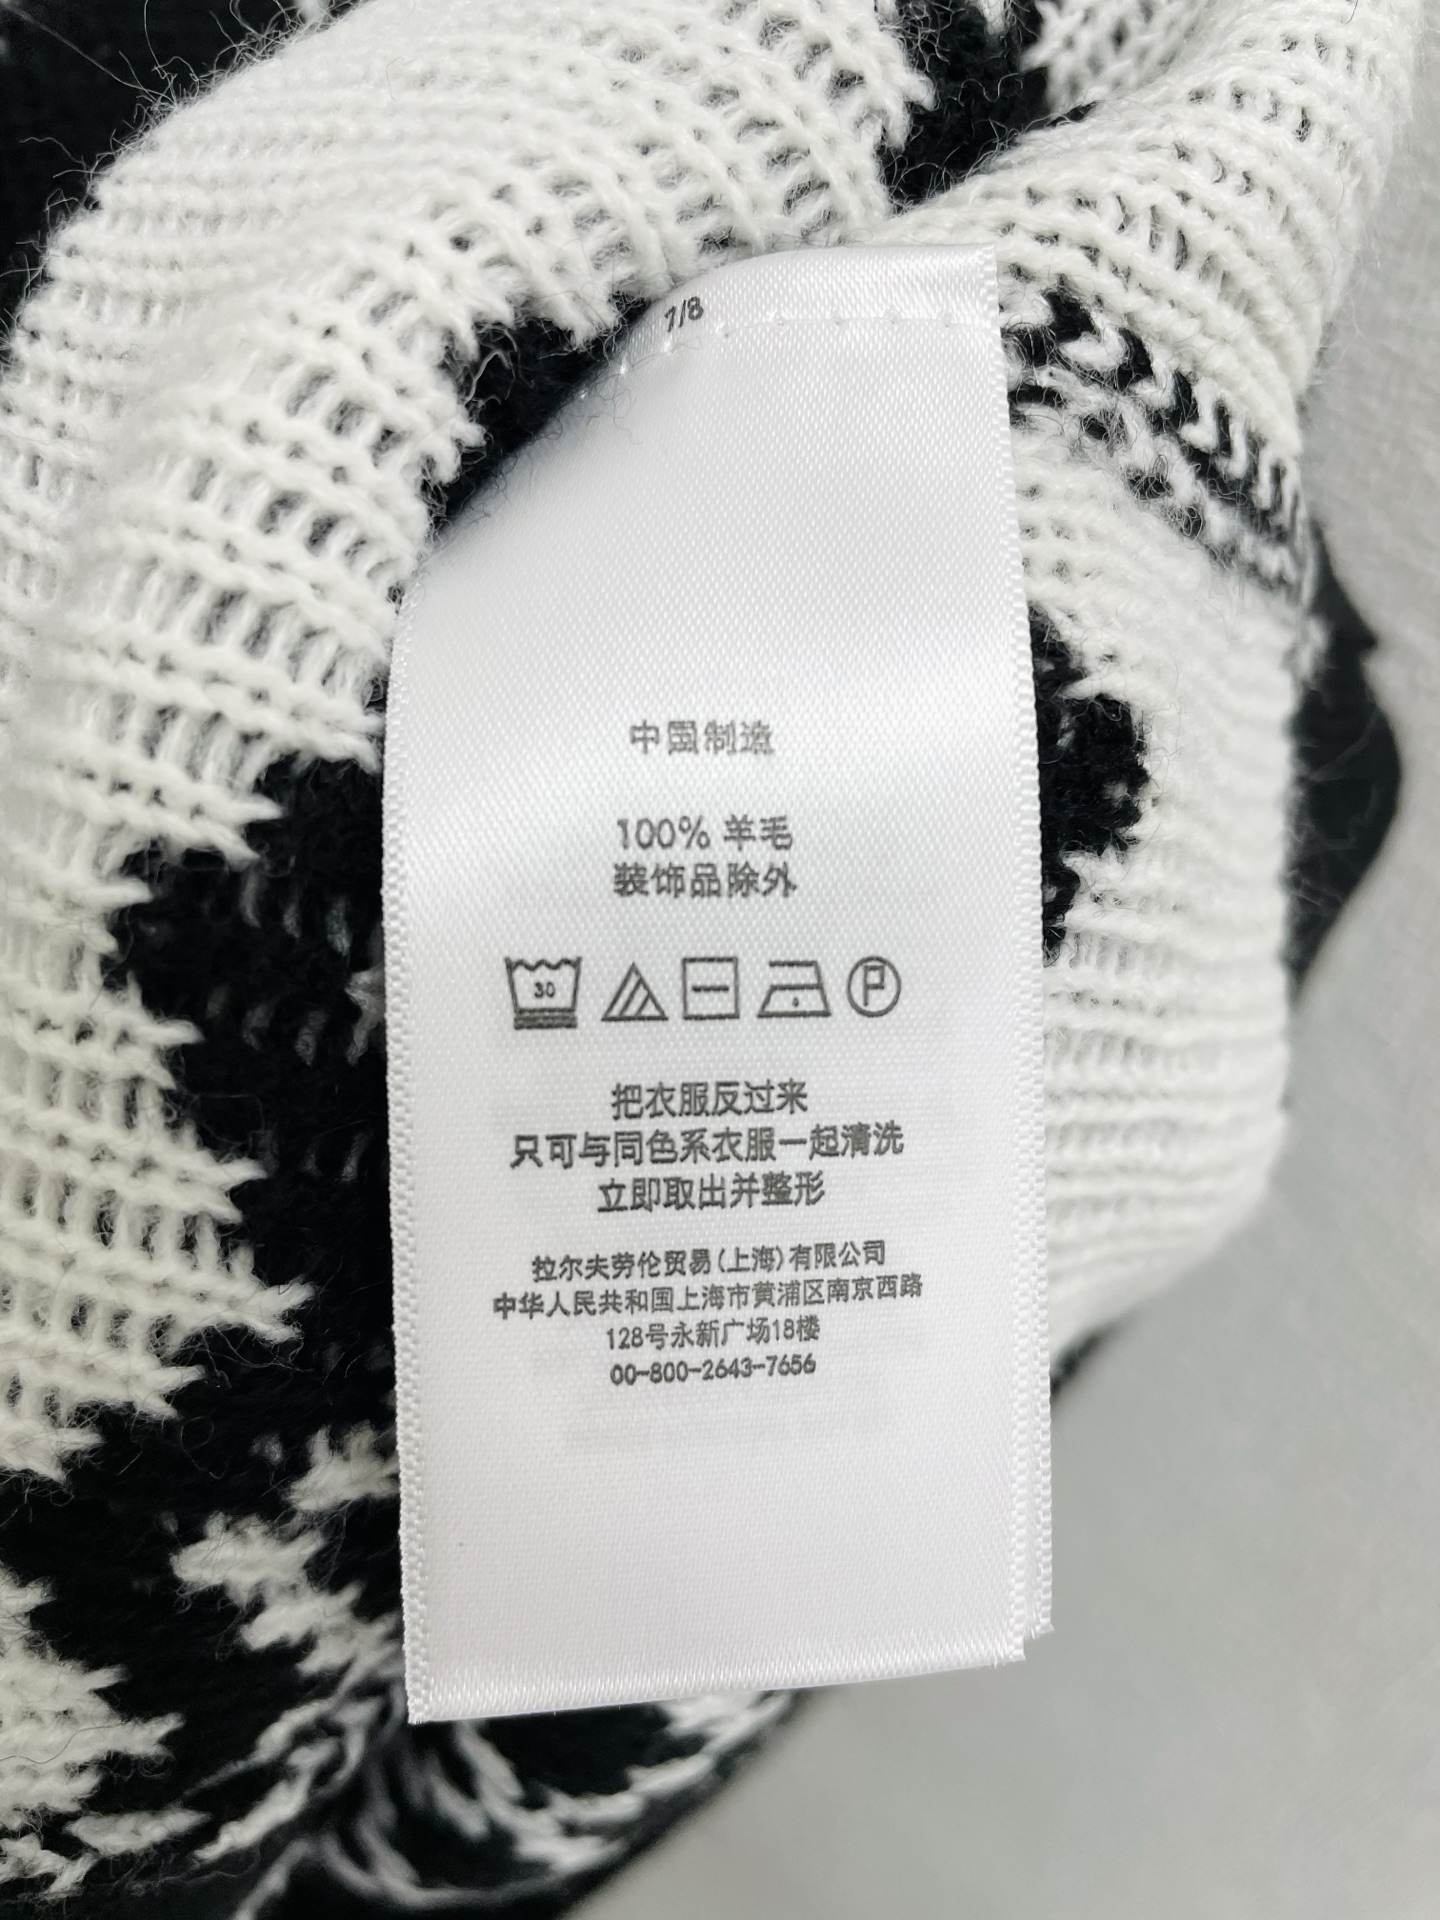 7/8
中国制造
100% 羊毛
装饰品除外
30
P
把衣服反过来
只可与同色系衣服一起清洗
立即取出并整形
拉尔夫劳伦贸易(上海)有限公司
中华人民共和国上海市黄浦区南京西路
128号永新广场18楼
00-800-2643-7656